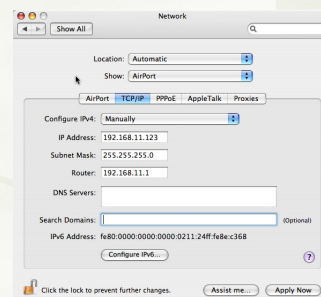 Network
Show All
Location: Automatic
Show: AirPort
AirPort TCP/IP PPPoE AppleTalk Proxies
Configure IPv4: Manually
IP Address: 192.168.11.123
Subnet Mask: 255.255.255.0
Router: 192.168.11.1
DNS Servers:
Search Domains: (Optional)
IPv6 Address: fe80:0000:0000:0000:0211:24ff:fe8e:c368
Configure IPv6... ?
Click the lock to prevent further changes. Assist me... Apply Now